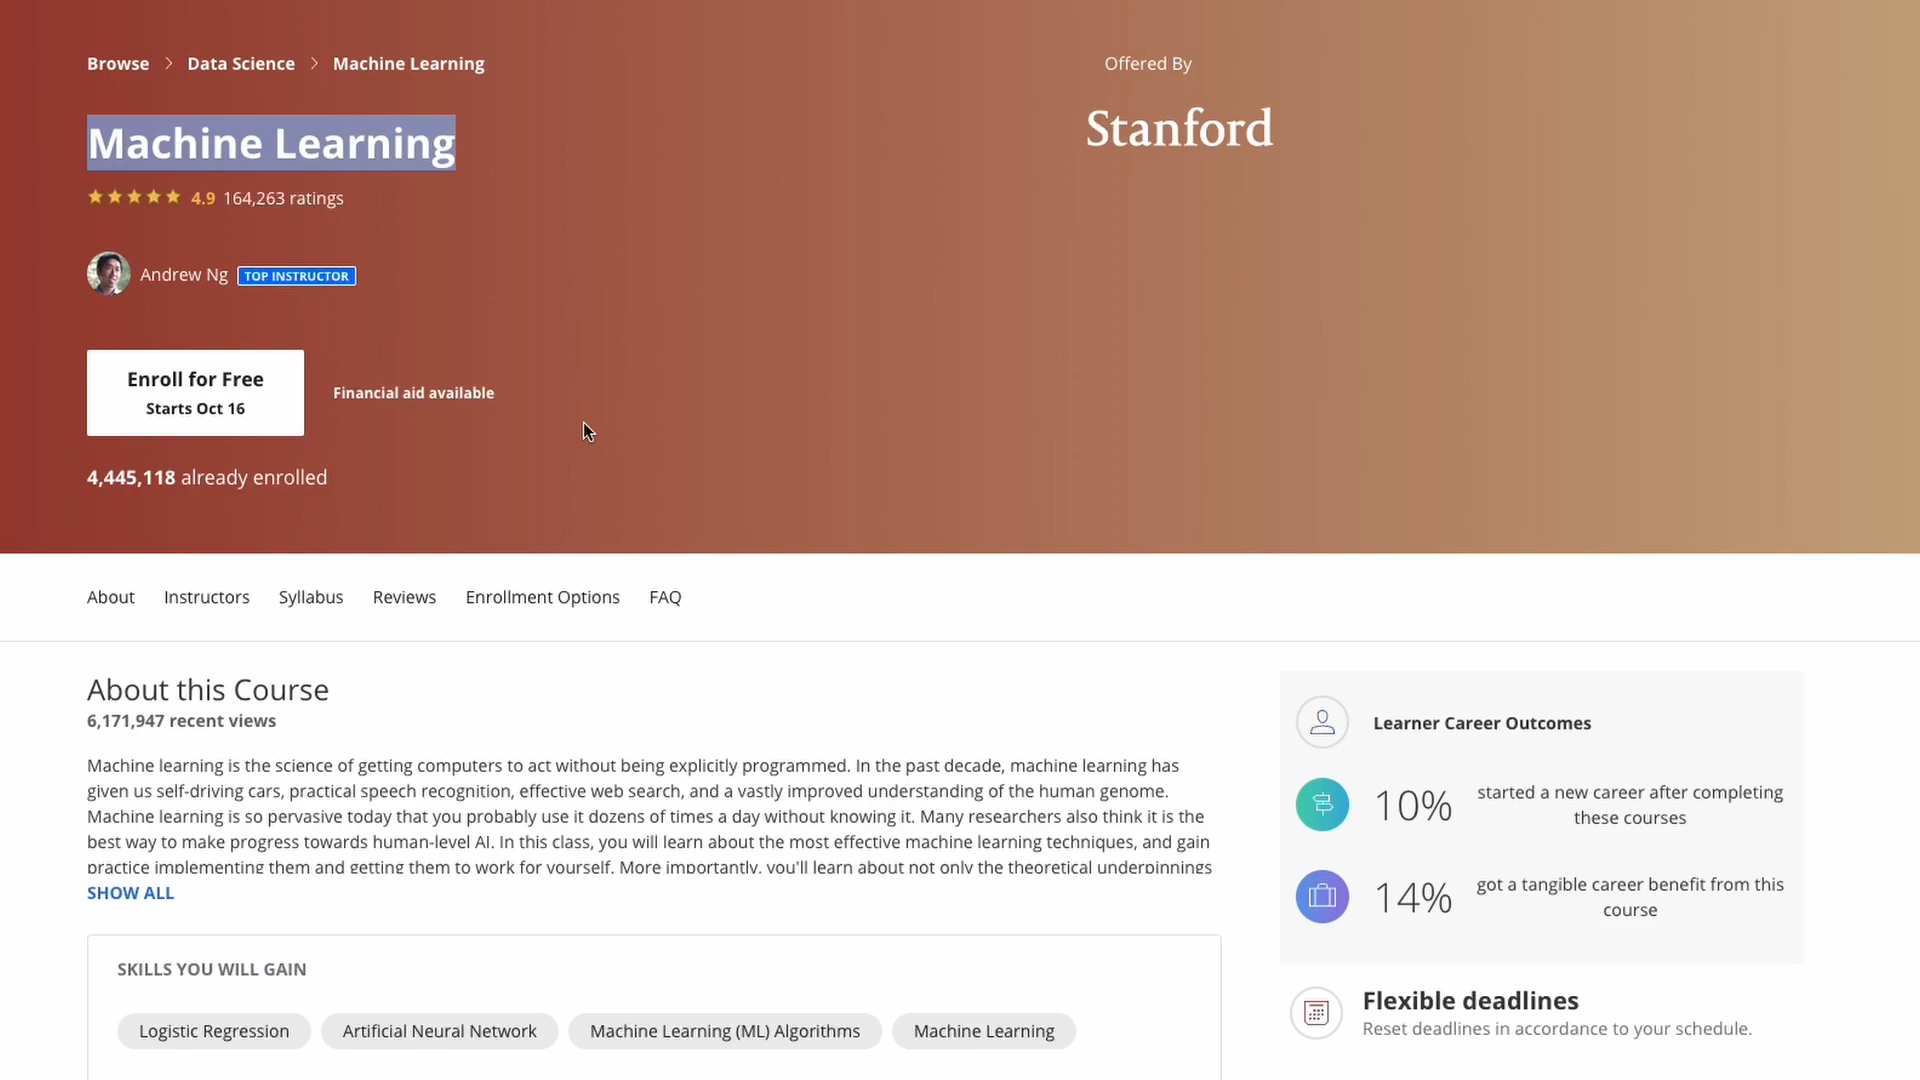 Browse > Data Science > Machine Learning
Offered By
Machine Learning
Stanford
4.9 164,263 ratings
Andrew Ng TOP INSTRUCTOR
Enroll for Free
Starts Oct 16
Financial aid available
4,445,118 already enrolled
About Instructors Syllabus Reviews Enrollment Options FAQ
About this Course
6,171,947 recent views
Machine learning is the science of getting computers to act without being explicitly programmed. In the past decade, machine learning has
given us self-driving cars, practical speech recognition, effective web search, and a vastly improved understanding of the human genome.
Machine learning is so pervasive today that you probably use it dozens of times a day without knowing it. Many researchers also think it is the
best way to make progress towards human-level AI. In this class, you will learn about the most effective machine learning techniques, and gain
practice implementing them and getting them to work for yourself. More importantly, you'll learn about not only the theoretical underpinnings
SHOW ALL
SKILLS YOU WILL GAIN
Logistic Regression Artificial Neural Network Machine Learning (ML) Algorithms Machine Learning
Learner Career Outcomes
10% started a new career after completing
these courses
14% got a tangible career benefit from this
course
Flexible deadlines
Reset deadlines in accordance to your schedule.